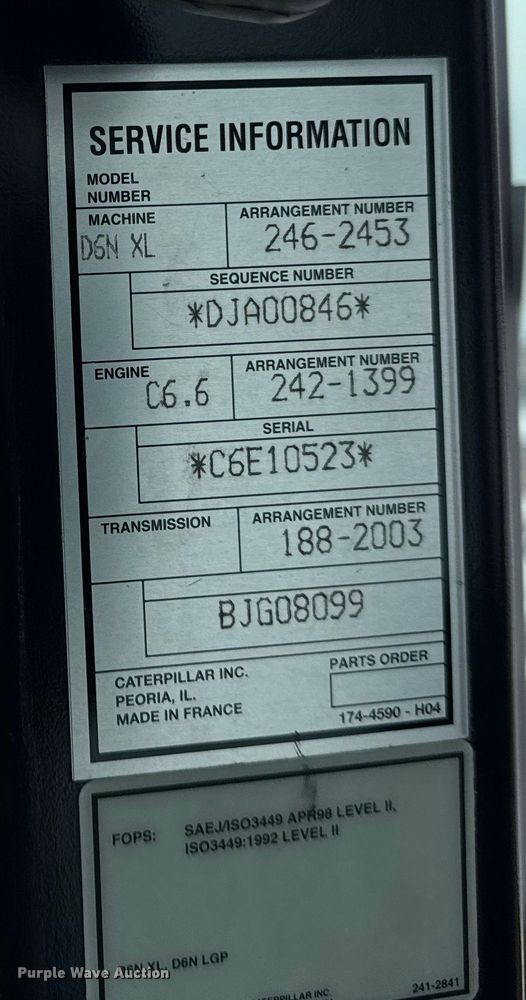 SERVICE INFORMATION
MODEL
NUMBER
MACHINE
ARRANGEMENT NUMBER
D6N XL
246-2453
SEQUENCE NUMBER
*DJA00846*
ENGINE
ARRANGEMENT NUMBER
C6.6
242-1399
SERIAL
*C6E10523*
TRANSMISSION
ARRANGEMENT NUMBER
188-2003
BJG08099
CATERPILLAR INC.
PARTS ORDER
PEORIA, IL.
MADE IN FRANCE
174-4590 - H04
FOPS: SAEJ/ISO3449 APR98 LEVEL II,
ISO3449:1992 LEVEL II
D6N XL, D6N LGP
Purple Wave Auction
CATERPILLAR INC.
241-2841